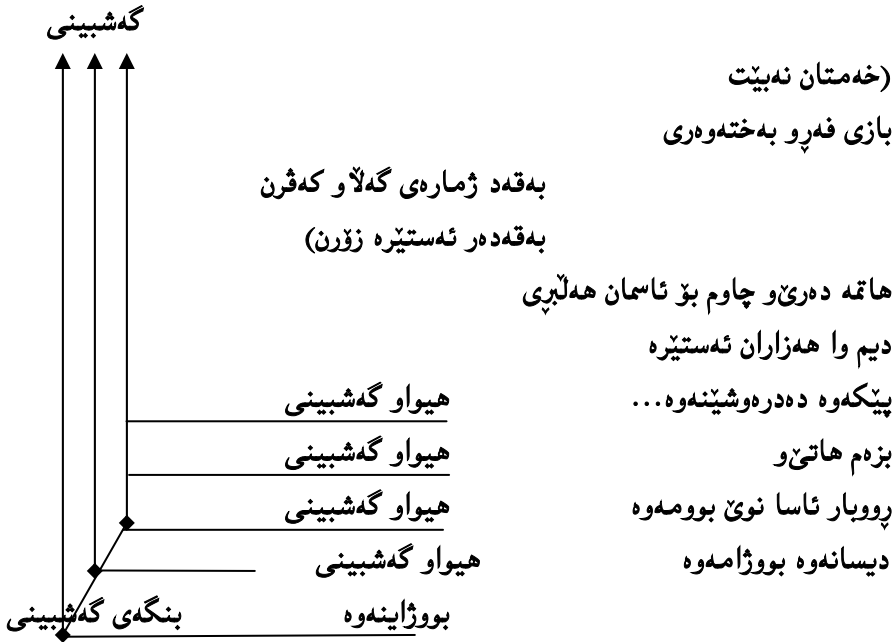 گەشبینی
(خەمتان نەبێت
بازی فەڕو بەختەوەری
بەقەد ژمارەی گەڵاو کەڤرن
بەقەدەر ئەستێرە زۆرن)
هاتمە دەرێ‌و چاوم بۆ ئاسمان هەڵبڕی
دیم وا هەزاران ئەستێرە
پێکەوە دەدرەوشێنەوە... هیواو گەشبینی
بزەم هاتێ‌و هیواو گەشبینی
ڕووبار ئاسا نوێ بوومەوە هیواو گەشبینی
دیسانەوە بووژامەوە هیواو گەشبینی
بووژاینەوە بنگەی گەشبینی